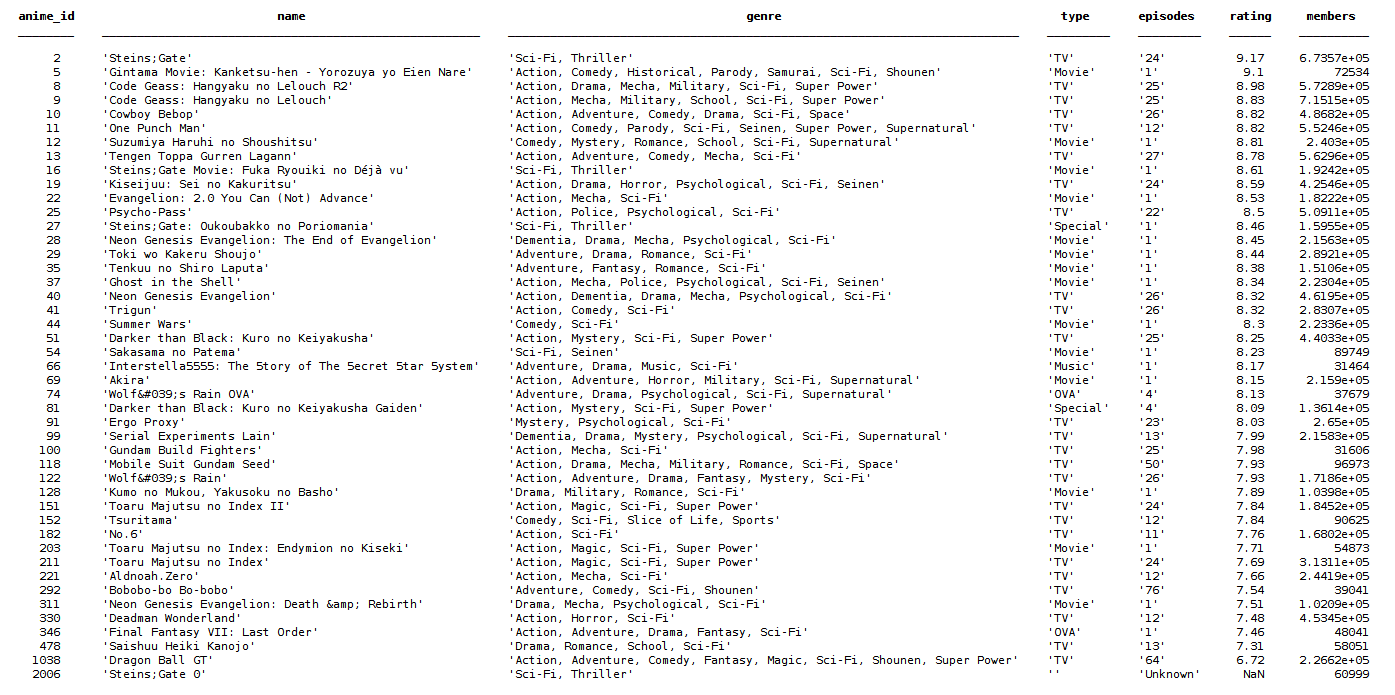 anime_id name genre type episodes rating members
2 'Steins;Gate' 'Sci-Fi, Thriller' 'TV' '24' 9.17 6.7357e+05
5 'Gintama Movie: Kanketsu-hen - Yorozuya yo Eien Nare' 'Action, Comedy, Historical, Parody, Samurai, Sci-Fi, Shounen' 'Movie' '1' 9.1 72534
8 'Code Geass: Hangyaku no Lelouch R2' 'Action, Drama, Mecha, Military, Sci-Fi, Super Power' 'TV' '25' 8.98 5.7289e+05
9 'Code Geass: Hangyaku no Lelouch' 'Action, Mecha, Military, School, Sci-Fi, Super Power' 'TV' '25' 8.83 7.1515e+05
10 'Cowboy Bebop' 'Action, Adventure, Comedy, Drama, Sci-Fi, Space' 'TV' '26' 8.82 4.8682e+05
11 'One Punch Man' 'Action, Comedy, Parody, Sci-Fi, Seinen, Super Power, Supernatural' 'TV' '12' 8.82 5.5246e+05
12 'Suzumiya Haruhi no Shoushitsu' 'Comedy, Mystery, Romance, School, Sci-Fi, Supernatural' 'Movie' '1' 8.81 2.403e+05
13 'Tengen Toppa Gurren Lagann' 'Action, Adventure, Comedy, Mecha, Sci-Fi' 'TV' '27' 8.78 5.6296e+05
16 'Steins;Gate Movie: Fuka Ryouiki no Déjà vu' 'Sci-Fi, Thriller' 'Movie' '1' 8.61 1.9242e+05
19 'Kiseijuu: Sei no Kakuritsu' 'Action, Drama, Horror, Psychological, Sci-Fi, Seinen' 'TV' '24' 8.59 4.2546e+05
22 'Evangelion: 2.0 You Can (Not) Advance' 'Action, Mecha, Sci-Fi' 'Movie' '1' 8.53 1.8222e+05
25 'Psycho-Pass' 'Action, Police, Psychological, Sci-Fi' 'TV' '22' 8.5 5.0911e+05
27 'Steins;Gate: Oukoubakko no Poriomania' 'Sci-Fi, Thriller' 'Special' '1' 8.46 1.5955e+05
28 'Neon Genesis Evangelion: The End of Evangelion' 'Dementia, Drama, Mecha, Psychological, Sci-Fi' 'Movie' '1' 8.45 2.1563e+05
29 'Toki wo Kakeru Shoujo' 'Adventure, Drama, Romance, Sci-Fi' 'Movie' '1' 8.44 2.8921e+05
35 'Tenkuu no Shiro Laputa' 'Adventure, Fantasy, Romance, Sci-Fi' 'Movie' '1' 8.38 1.5106e+05
37 'Ghost in the Shell' 'Action, Mecha, Police, Psychological, Sci-Fi, Seinen' 'Movie' '1' 8.34 2.2304e+05
40 'Neon Genesis Evangelion' 'Action, Dementia, Drama, Mecha, Psychological, Sci-Fi' 'TV' '26' 8.32 4.6195e+05
41 'Trigun' 'Action, Comedy, Sci-Fi' 'TV' '26' 8.32 2.8307e+05
44 'Summer Wars' 'Comedy, Sci-Fi' 'Movie' '1' 8.3 2.2336e+05
51 'Darker than Black: Kuro no Keiyakusha' 'Action, Mystery, Sci-Fi, Super Power' 'TV' '25' 8.25 4.4033e+05
54 'Sakasama no Patema' 'Sci-Fi, Seinen' 'Movie' '1' 8.23 89749
66 'Interstella5555: The 5tory of The 5ecret 5tar 5ystem' 'Adventure, Drama, Music, Sci-Fi' 'Music' '1' 8.17 31464
69 'Akira' 'Action, Adventure, Horror, Military, Sci-Fi, Supernatural' 'Movie' '1' 8.15 2.159e+05
74 'Wolf&#039;s Rain OVA' 'Adventure, Drama, Psychological, Sci-Fi, Supernatural' 'OVA' '4' 8.13 37679
81 'Darker than Black: Kuro no Keiyakusha Gaiden' 'Action, Mystery, Sci-Fi, Super Power' 'Special' '4' 8.09 1.3614e+05
91 'Ergo Proxy' 'Mystery, Psychological, Sci-Fi' 'TV' '23' 8.03 2.65e+05
99 'Serial Experiments Lain' 'Dementia, Drama, Mystery, Psychological, Sci-Fi, Supernatural' 'TV' '13' 7.99 2.1583e+05
100 'Gundam Build Fighters' 'Action, Mecha, Sci-Fi' 'TV' '25' 7.98 31606
118 'Mobile Suit Gundam Seed' 'Action, Drama, Mecha, Military, Romance, Sci-Fi, Space' 'TV' '50' 7.93 96973
122 'Wolf&#039;s Rain' 'Action, Adventure, Drama, Fantasy, Mystery, Sci-Fi' 'TV' '26' 7.93 1.7186e+05
128 'Kumo no Mukou, Yakusoku no Basho' 'Drama, Military, Romance, Sci-Fi' 'Movie' '1' 7.89 1.0398e+05
151 'Toaru Majutsu no Index II' 'Action, Magic, Sci-Fi, Super Power' 'TV' '24' 7.84 1.8452e+05
152 'Tsuritama' 'Comedy, Sci-Fi, Slice of Life, Sports' 'TV' '12' 7.84 90625
182 'No.6' 'Action, Sci-Fi' 'TV' '11' 7.76 1.6802e+05
203 'Toaru Majutsu no Index: Endymion no Kiseki' 'Action, Magic, Sci-Fi, Super Power' 'Movie' '1' 7.71 54873
211 'Toaru Majutsu no Index' 'Action, Magic, Sci-Fi, Super Power' 'TV' '24' 7.69 3.1311e+05
221 'Aldnoah.Zero' 'Action, Mecha, Sci-Fi' 'TV' '12' 7.66 2.4419e+05
292 'Bobobo-bo Bo-bobo' 'Adventure, Comedy, Sci-Fi, Shounen' 'TV' '76' 7.54 39041
311 'Neon Genesis Evangelion: Death &amp; Rebirth' 'Drama, Mecha, Psychological, Sci-Fi' 'Movie' '1' 7.51 1.0209e+05
330 'Deadman Wonderland' 'Action, Horror, Sci-Fi' 'TV' '12' 7.48 4.5345e+05
346 'Final Fantasy VII: Last Order' 'Action, Adventure, Drama, Fantasy, Sci-Fi' 'OVA' '1' 7.46 48041
478 'Saishuu Heiki Kanojo' 'Drama, Romance, School, Sci-Fi' 'TV' '13' 7.31 58051
1038 'Dragon Ball GT' 'Action, Adventure, Comedy, Fantasy, Magic, Sci-Fi, Shounen, Super Power' 'TV' '64' 6.72 2.2662e+05
2006 'Steins;Gate 0' 'Sci-Fi, Thriller' '' 'Unknown' NaN 60999